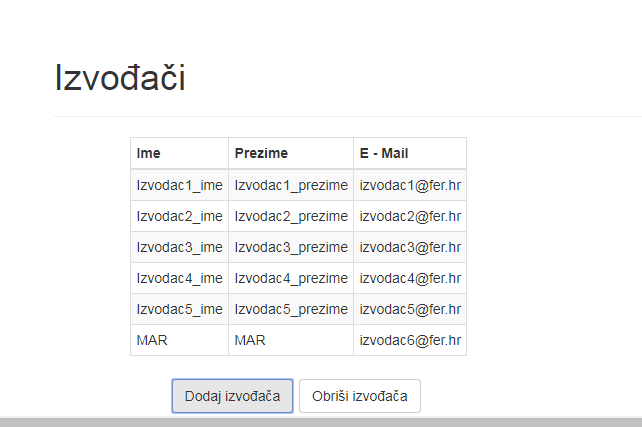 Izvođači
Ime Prezime E - Mail
Izvodac1_ime Izvodac1_prezime izvodac1@fer.hr
Izvodac2_ime Izvodac2_prezime izvodac2@fer.hr
Izvodac3_ime Izvodac3_prezime izvodac3@fer.hr
Izvodac4_ime Izvodac4_prezime izvodac4@fer.hr
Izvodac5_ime Izvodac5_prezime izvodac5@fer.hr
MAR MAR izvodac6@fer.hr
Dodaj izvođača Obriši izvođača